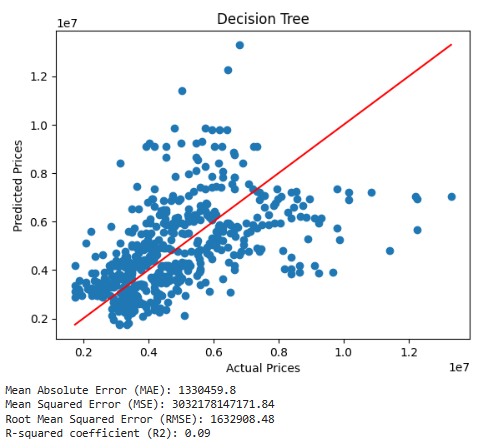 Decision Tree
1e7
1.2
1.0
0.8
0.6
0.4
0.2
Predicted Prices
0.2 0.4 0.6 0.8 1.0 1.2
Actual Prices
1e7
Mean Absolute Error (MAE): 1330459.8
Mean Squared Error (MSE): 3032178147171.84
Root Mean Squared Error (RMSE): 1632908.48
R-squared coefficient (R2): 0.09